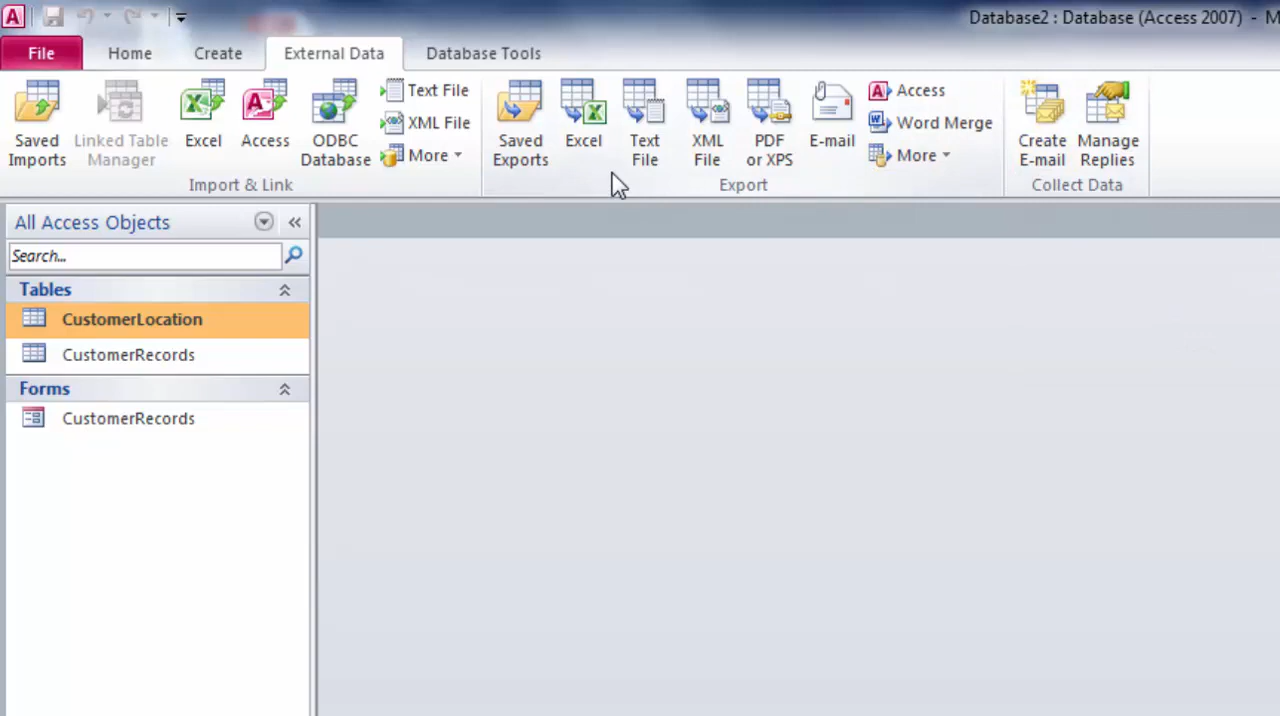 Database2 : Database (Access 2007) - M
File Home Create External Data Database Tools
Saved Imports
Linked Table Manager
Excel
Access
ODBC Database
Text File
XML File
More
Import & Link
Saved Exports
Excel
Text File
XML File
PDF or XPS
E-mail
Access
Word Merge
More
Export
Create E-mail
Manage Replies
Collect Data
All Access Objects
Search...
Tables
CustomerLocation
CustomerRecords
Forms
CustomerRecords